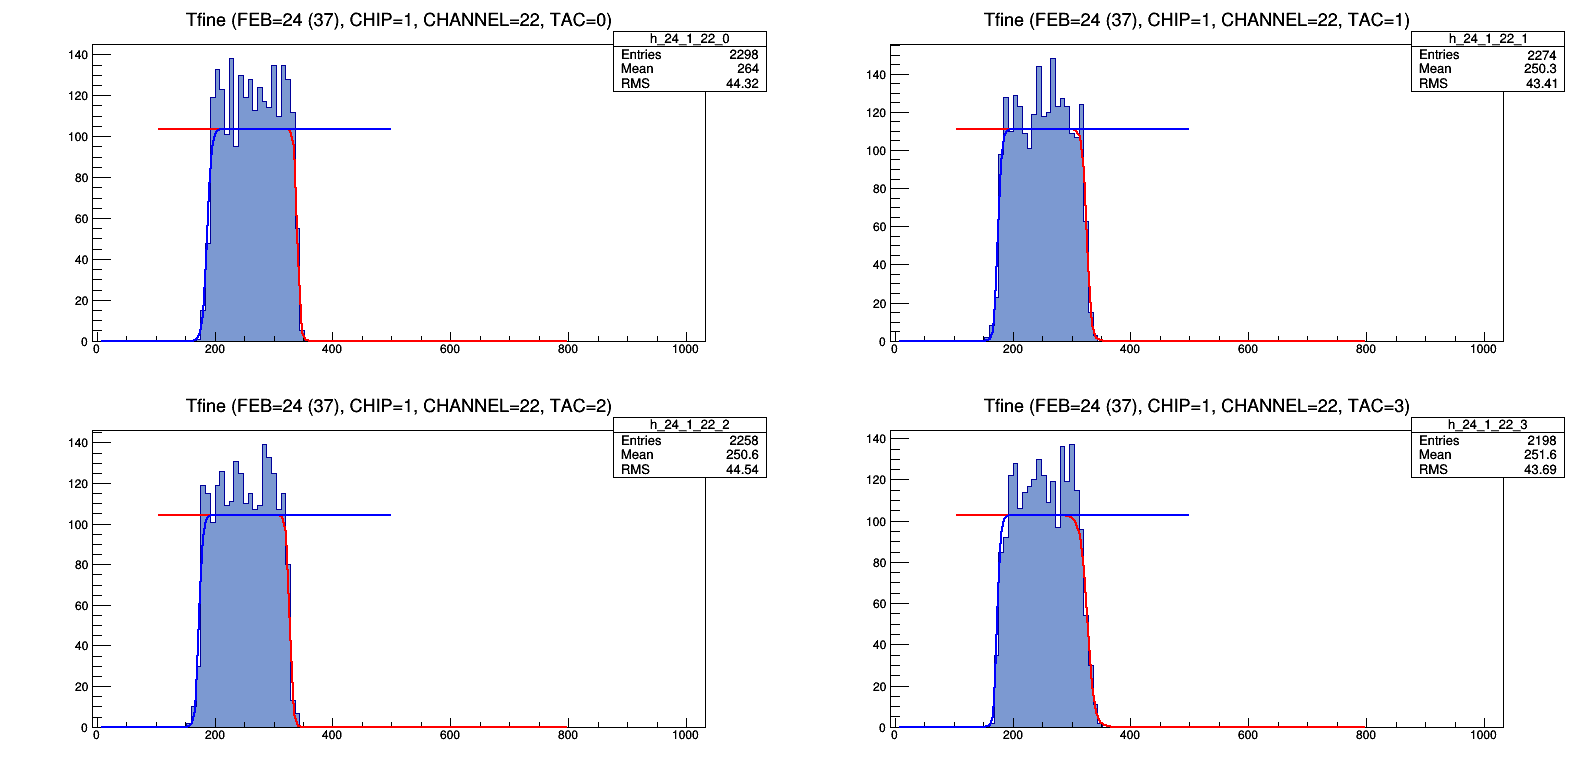 Tfine (FEB=24 (37), CHIP=1, CHANNEL=22, TAC=0)
h_24_1_22_0
Entries 2298
Mean 264
RMS 44.32
140
120
100
80
60
40
20
0
0 200 400 600 800 1000
Tfine (FEB=24 (37), CHIP=1, CHANNEL=22, TAC=1)
h_24_1_22_1
Entries 2274
Mean 250.3
RMS 43.41
140
120
100
80
60
40
20
0
0 200 400 600 800 1000
Tfine (FEB=24 (37), CHIP=1, CHANNEL=22, TAC=2)
h_24_1_22_2
Entries 2258
Mean 250.6
RMS 44.54
140
120
100
80
60
40
20
0
0 200 400 600 800 1000
Tfine (FEB=24 (37), CHIP=1, CHANNEL=22, TAC=3)
h_24_1_22_3
Entries 2198
Mean 251.6
RMS 43.69
140
120
100
80
60
40
20
0
0 200 400 600 800 1000